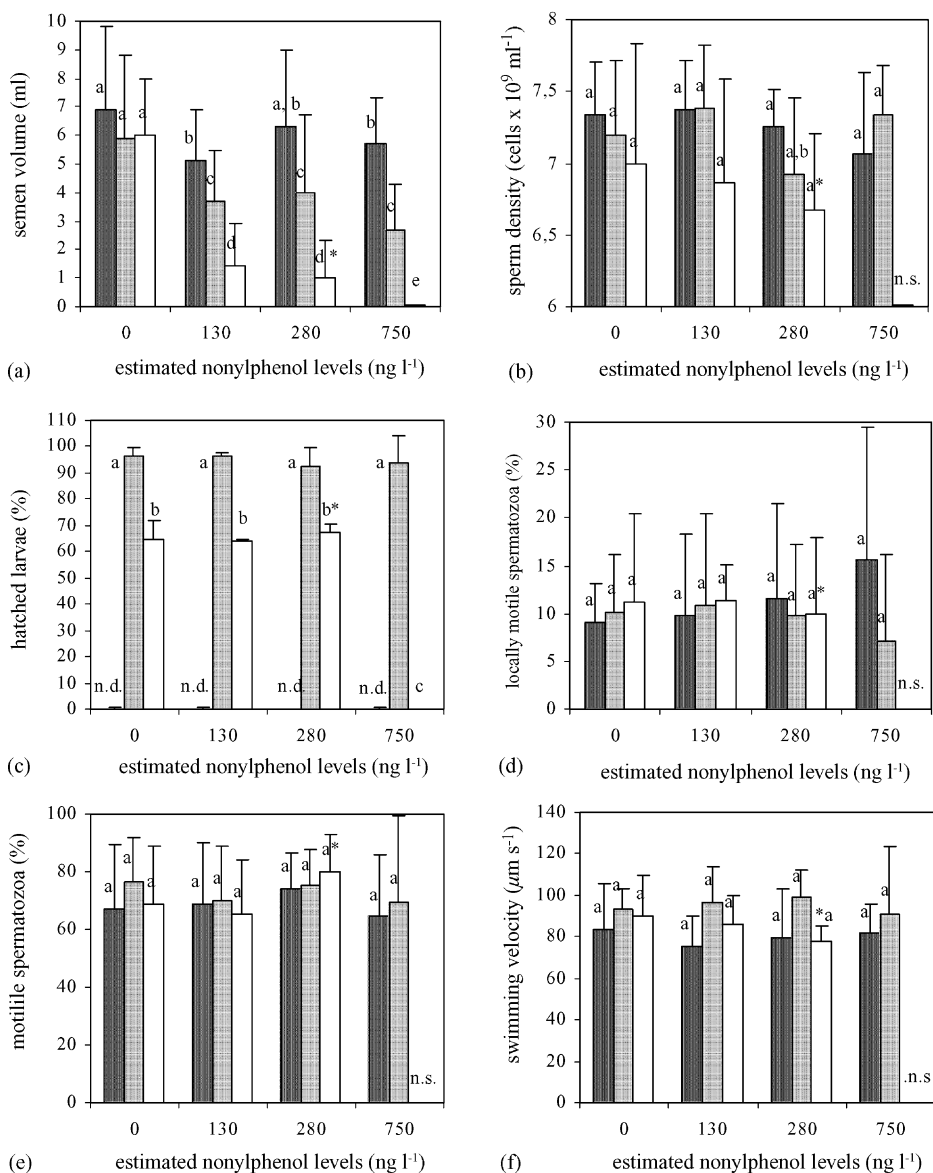 10
9
8
7
6
5
4
3
2
1
0
semen volume (ml)
a
a
a
b
c
d
a, b
c
d *
b
c
e
0 130 280 750
(a) estimated nonylphenol levels (ng l-1)
8
7,5
7
6,5
6
sperm density (cells x 10⁹ ml-1)
a
a
a
a
a
a
a
a,b
a*
a
a
n.s.
0 130 280 750
(b) estimated nonylphenol levels (ng l-1)
110
100
90
80
70
60
50
40
30
20
10
0
hatched larvae (%)
n.d.
a
b
n.d.
a
b
n.d.
a
b*
n.d.
a
c
0 130 280 750
(c) estimated nonylphenol levels (ng l-1)
30
25
20
15
10
5
0
locally motile spermatozoa (%)
a
a
a
a
a
a
a
a
a*
a
a
n.s.
0 130 280 750
(d) estimated nonylphenol levels (ng l-1)
100
80
60
40
20
0
motilile spermatozoa (%)
a
a
a
a
a
a
a
a
a*
a
a
n.s.
0 130 280 750
(e) estimated nonylphenol levels (ng l-1)
140
120
100
80
60
40
20
0
swimming velocity (μm s-1)
a
a
a
a
a
a
a
a
*a
a
a
.n.s
0 130 280 750
(f) estimated nonylphenol levels (ng l-1)